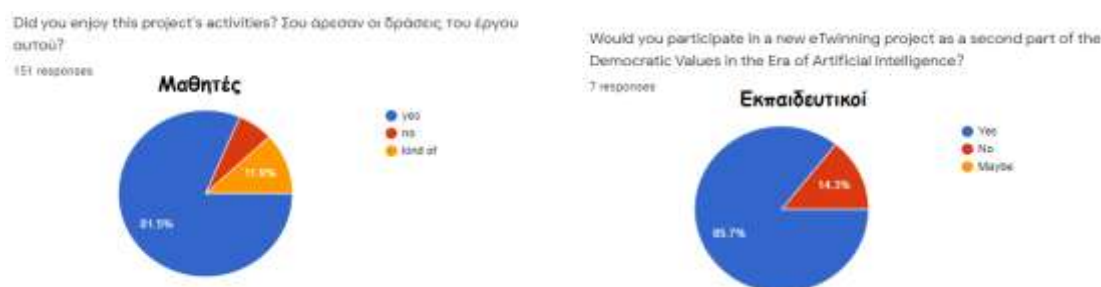 Did you enjoy this project's activities? Σου άρεσαν οι δράσεις του έργου
αυτού?
151 responses
Μαθητές
yes
no
kind of
11.9%
81.5%
Would you participate in a new eTwinning project as a second part of the
Democratic Values in the Era of Artificial Intelligence?
7 responses
Εκπαιδευτικοί
Yes
No
Maybe
14.3%
85.7%